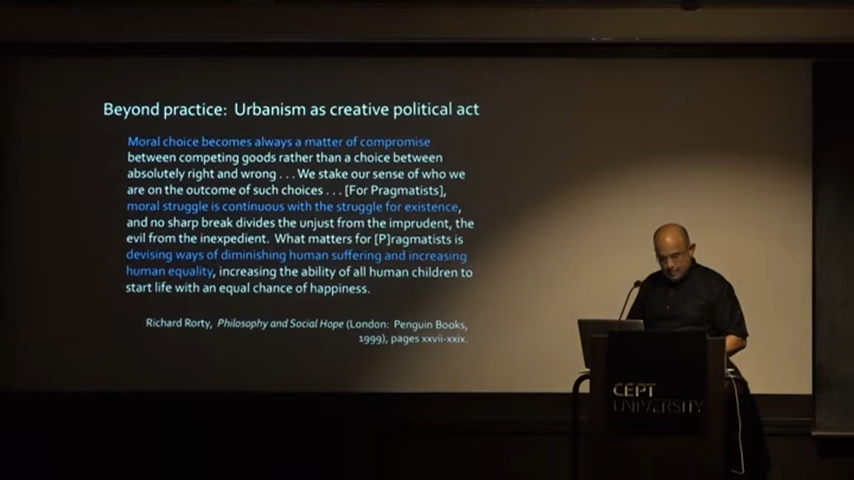 Beyond practice: Urbanism as creative political act
Moral choice becomes always a matter of compromise
between competing goods rather than a choice between
absolutely right and wrong . . . We stake our sense of who we
are on the outcome of such choices . . . [For Pragmatists],
moral struggle is continuous with the struggle for existence,
and no sharp break divides the unjust from the imprudent, the
evil from the inexpedient. What matters for [P]ragmatists is
devising ways of diminishing human suffering and increasing
human equality, increasing the ability of all human children to
start life with an equal chance of happiness.
Richard Rorty, Philosophy and Social Hope (London: Penguin Books,
1999), pages xxvii-xxix.
CEPT
UNIVERSITY